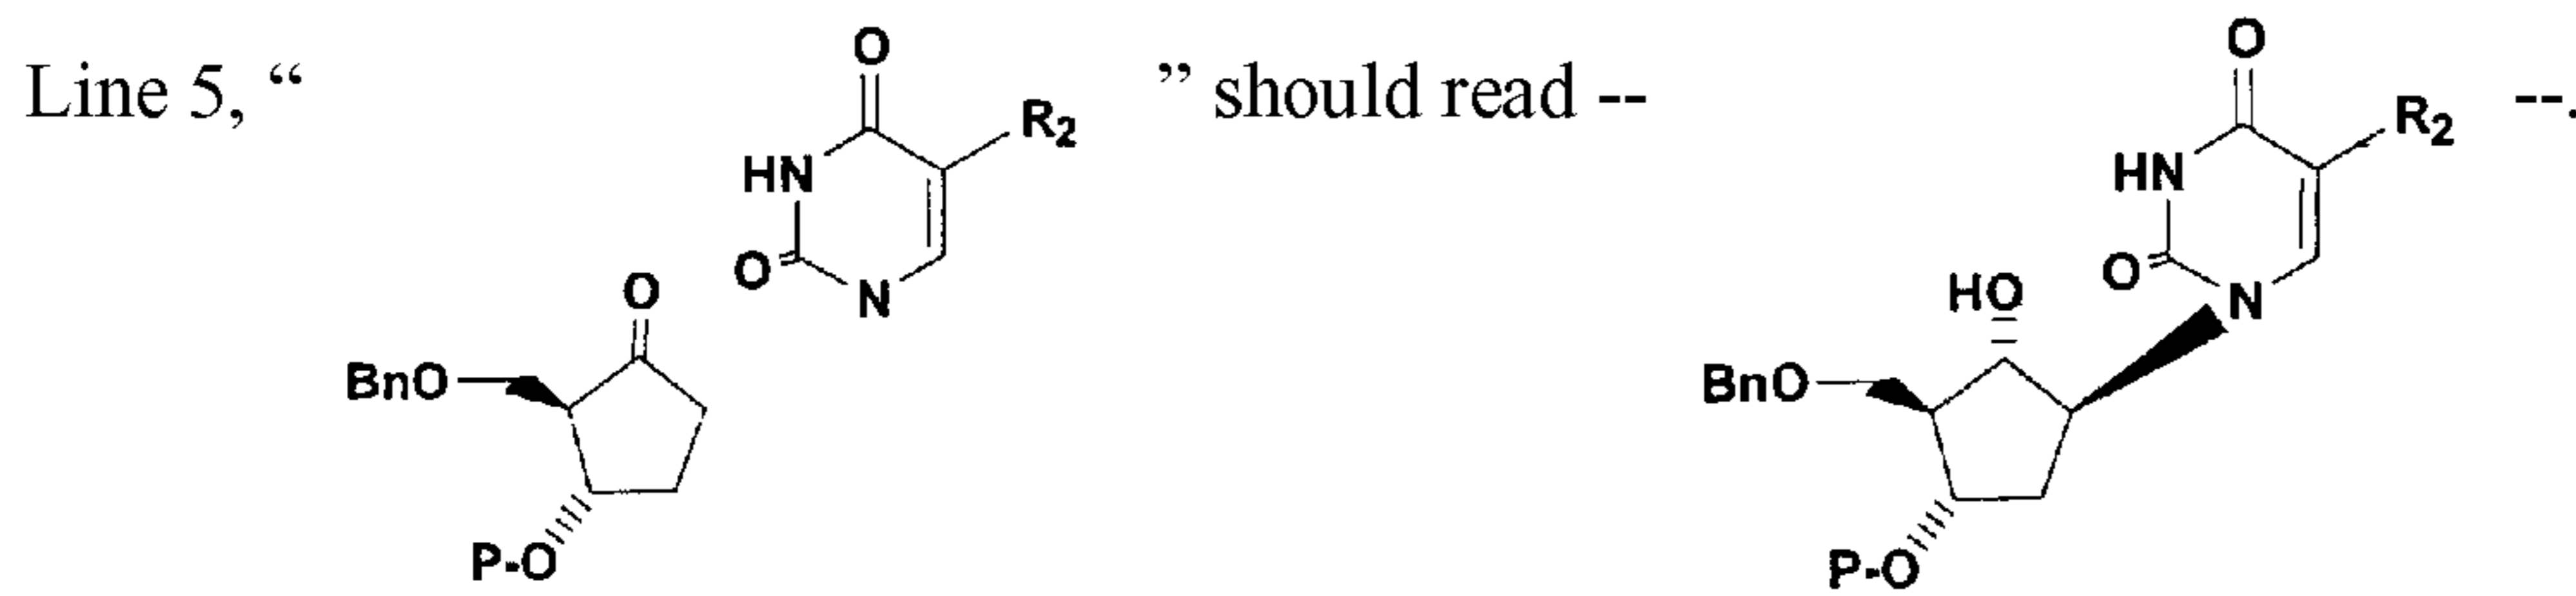 Line 5, “ ” should read -- --.
O O
R2 R2
HN HN
O N O N
O HO
BnO BnO
P-O P-O